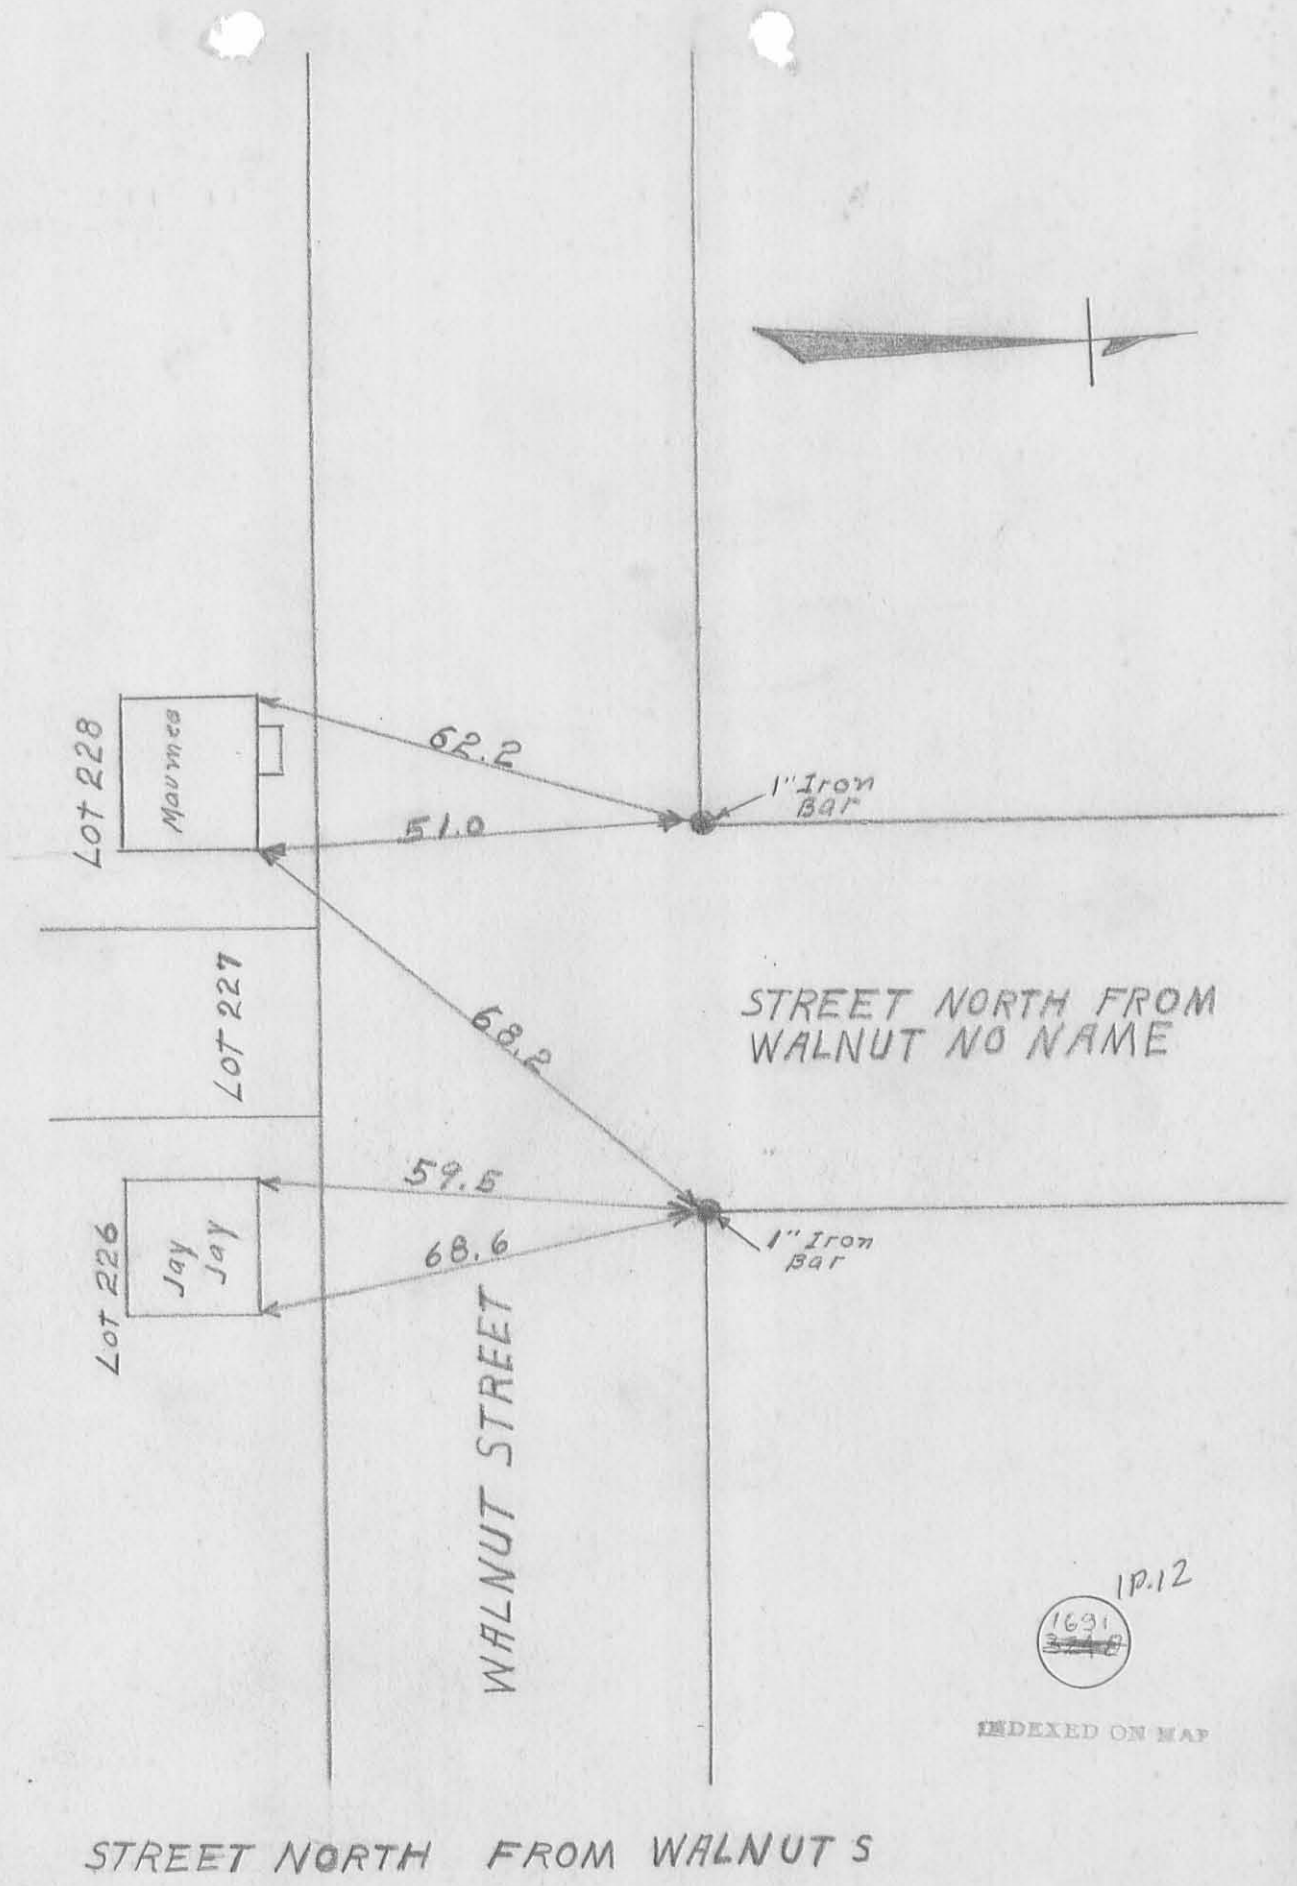 62.2
1" Iron
Bar
LOT 228
Maumee
51.0
LOT 227
STREET NORTH FROM
WALNUT NO NAME
68.2
59.5
68.6
1" Iron
Bar
LOT 226
Jay
Jay
WALNUT STREET
1P.12
1691
INDEXED ON MAP
STREET NORTH FROM WALNUT S